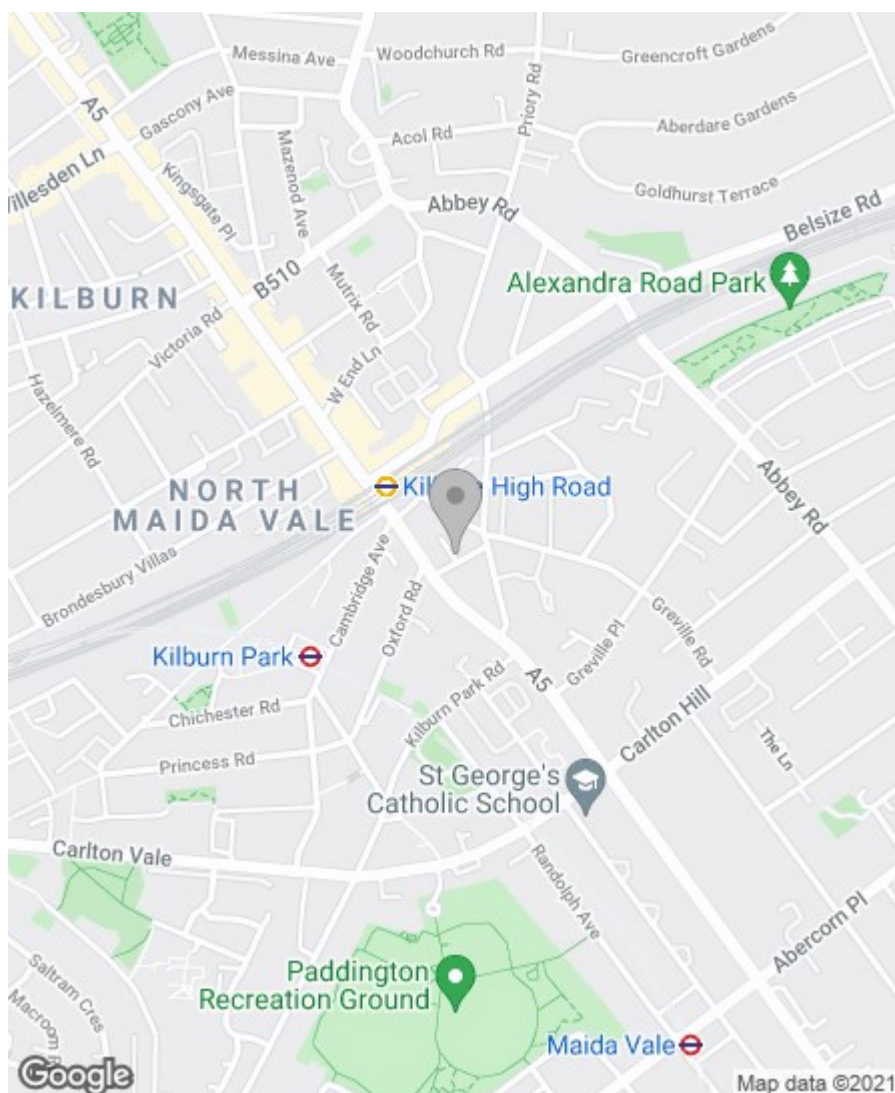 Messina Ave
Woodchurch Rd
Greencroft Gardens
A5
Gascony Ave
Priory Rd
Acol Rd
Aberdare Gardens
Willesden Ln
Kingsgate Pl
Mazenod Ave
Goldhurst Terrace
Abbey Rd
Belsize Rd
B510
Alexandra Road Park
KILBURN
Mutrix Rd
Victoria Rd
W End Ln
Hazelmere Rd
Abbey Rd
NORTH
MAIDA VALE
High Road
Brondesbury Villas
Cambridge Ave
Oxford Rd
Greville Rd
Greville Pl
Kilburn Park
A5
Kilburn Park Rd
Chichester Rd
Carlton Hill
Princess Rd
The Ln
St George's
Catholic School
Carlton Vale
Randolph Ave
Abercorn Pl
Paddington
Recreation Ground
Saltram Cres
Macroom
Maida Vale
Google
Map data ©2021